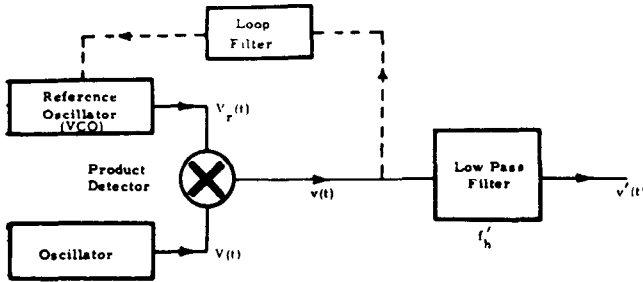 Loop
Filter
Reference
Oscillator
(VCO)
V_r(t)
Product
Detector
v(t)
Low Pass
Filter
v'(t)
f_h'
Oscillator
V(t)